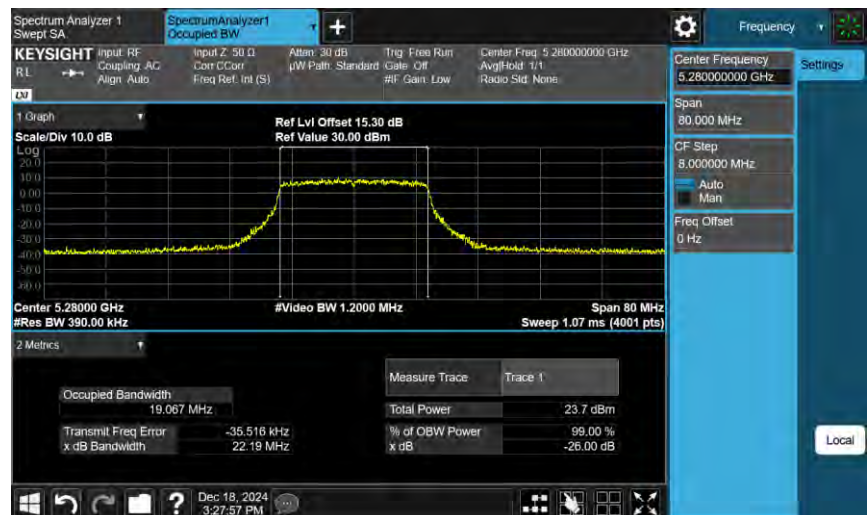 Spectrum Analyzer 1
Swept SA
SpectrumAnalyzer1
Occupied BW
+
Frequency
KEYSIGHT
RL
LXI
Input: RF
Coupling: AC
Align: Auto
Input Z: 50 Ω
Corr CCorr
Freq Ref: Int (S)
Atten: 30 dB
µW Path: Standard
Trig: Free Run
Gate: Off
#IF Gain: Low
Center Freq: 5.280000000 GHz
Avg|Hold: 1/1
Radio Std: None
Center Frequency
5.280000000 GHz
Settings
Span
80.000 MHz
CF Step
8.000000 MHz
Auto
Man
Freq Offset
0 Hz
Local
1 Graph
Scale/Div 10.0 dB
Ref Lvl Offset 15.30 dB
Ref Value 30.00 dBm
Log
20.0
10.0
0.00
-10.0
-20.0
-30.0
-40.0
-50.0
-60.0
Center 5.28000 GHz
#Res BW 390.00 kHz
#Video BW 1.2000 MHz
Span 80 MHz
Sweep 1.07 ms (4001 pts)
2 Metrics
Measure Trace Trace 1
Occupied Bandwidth
19.067 MHz
Total Power 23.7 dBm
Transmit Freq Error -35.516 kHz
% of OBW Power 99.00 %
x dB Bandwidth 22.19 MHz
x dB -26.00 dB
?
Dec 18, 2024
3:27:57 PM